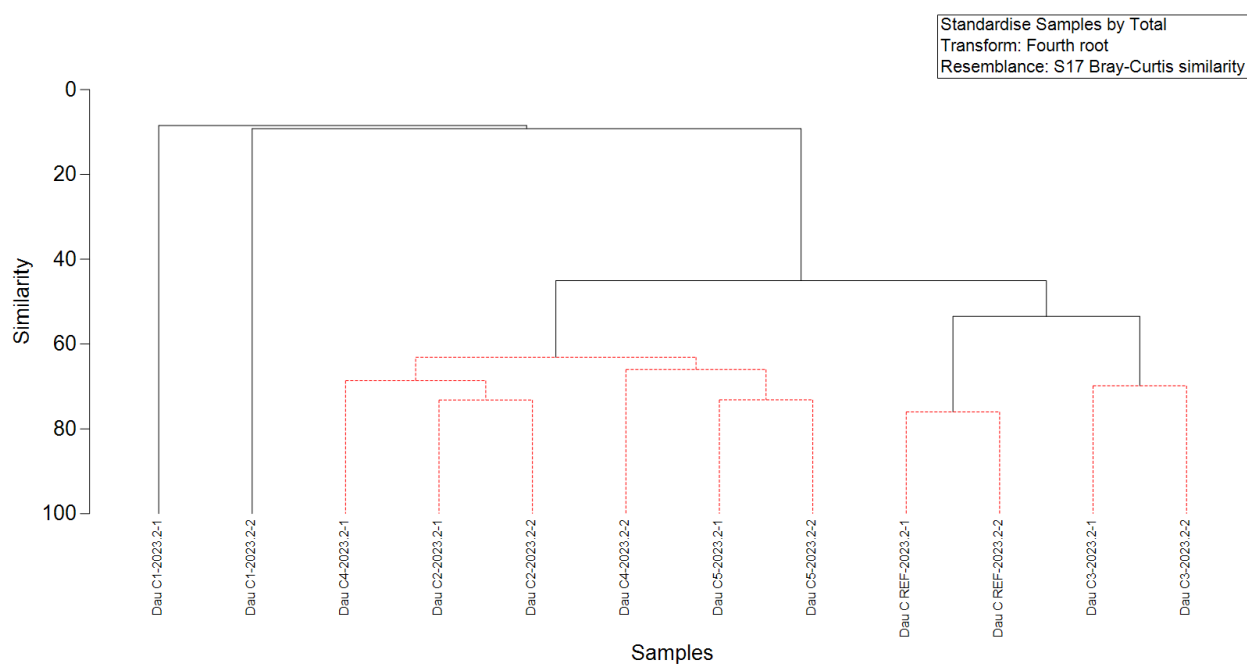 Standardise Samples by Total
Transform: Fourth root
Resemblance: S17 Bray-Curtis similarity
0
20
40
60
80
100
Similarity
Dau C1-2023.2-1
Dau C1-2023.2-2
Dau C4-2023.2-1
Dau C2-2023.2-1
Dau C2-2023.2-2
Dau C4-2023.2-2
Dau C5-2023.2-1
Dau C5-2023.2-2
Dau C REF-2023.2-1
Dau C REF-2023.2-2
Dau C3-2023.2-1
Dau C3-2023.2-2
Samples